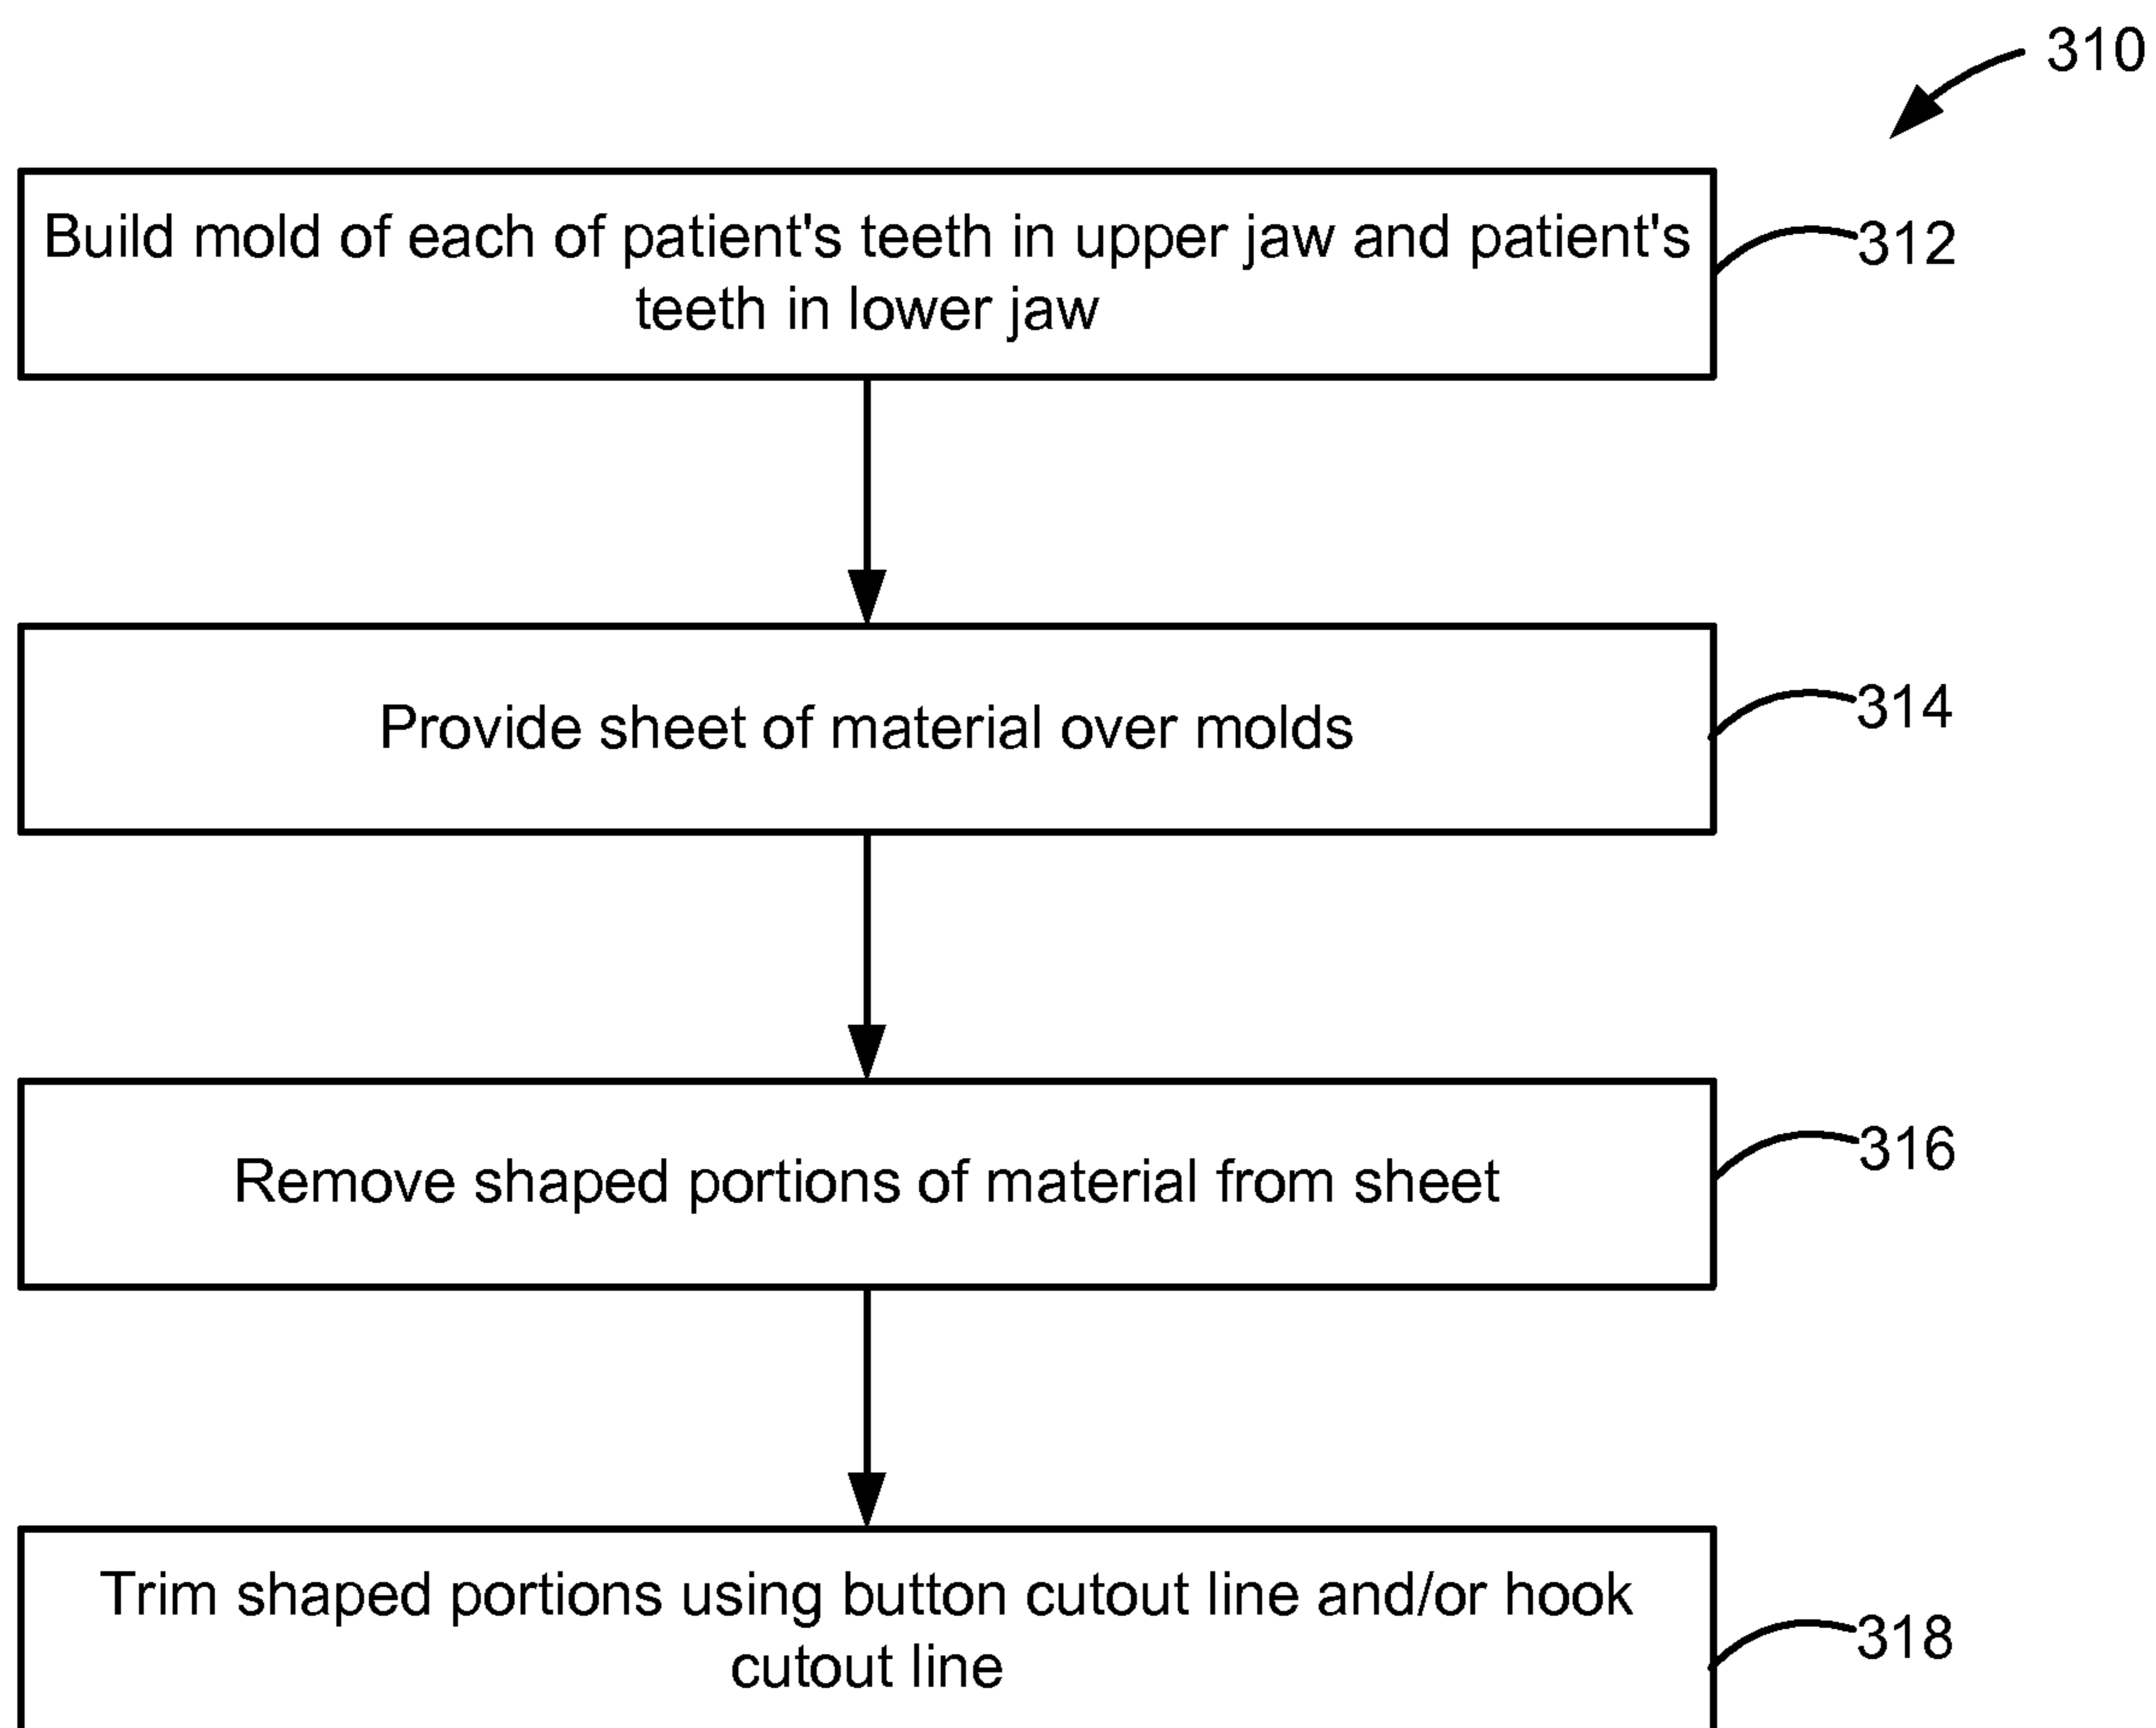 310
Build mold of each of patient's teeth in upper jaw and patient's
teeth in lower jaw
312
Provide sheet of material over molds
314
Remove shaped portions of material from sheet
316
Trim shaped portions using button cutout line and/or hook
cutout line
318